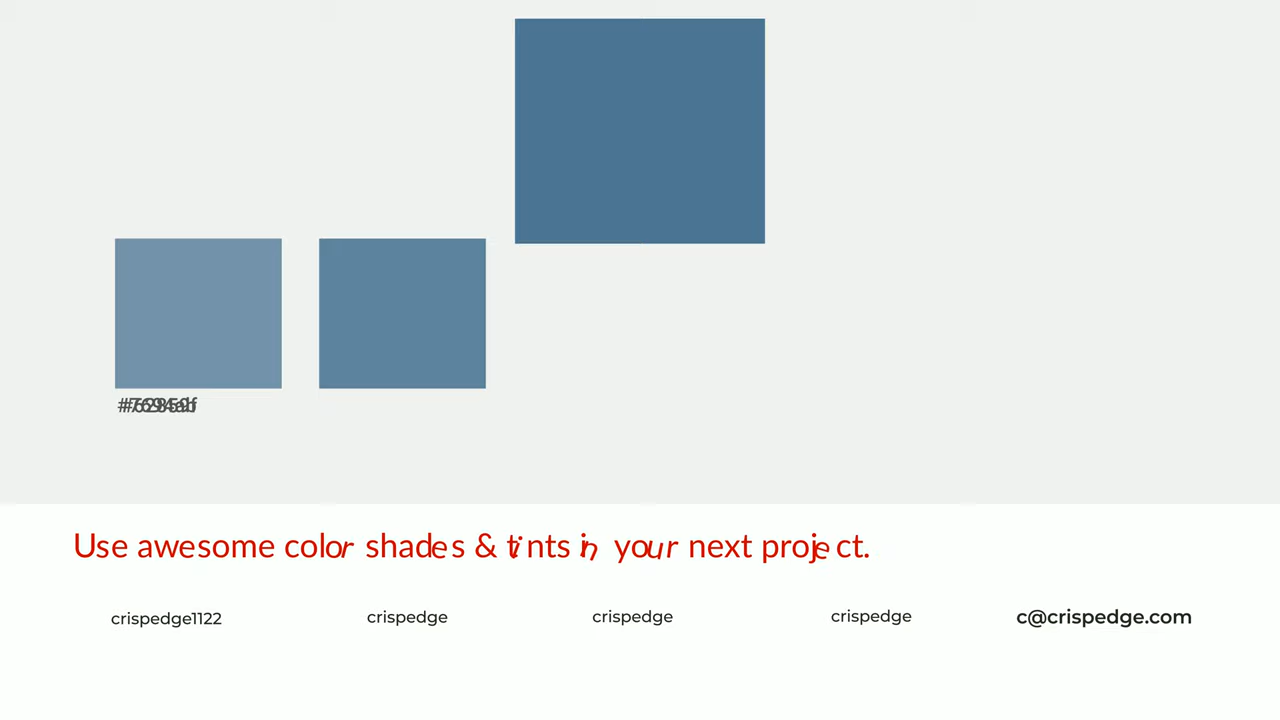 Use awesome color shades & tints in your next project.
crispedge1122 crispedge crispedge crispedge c@crispedge.com